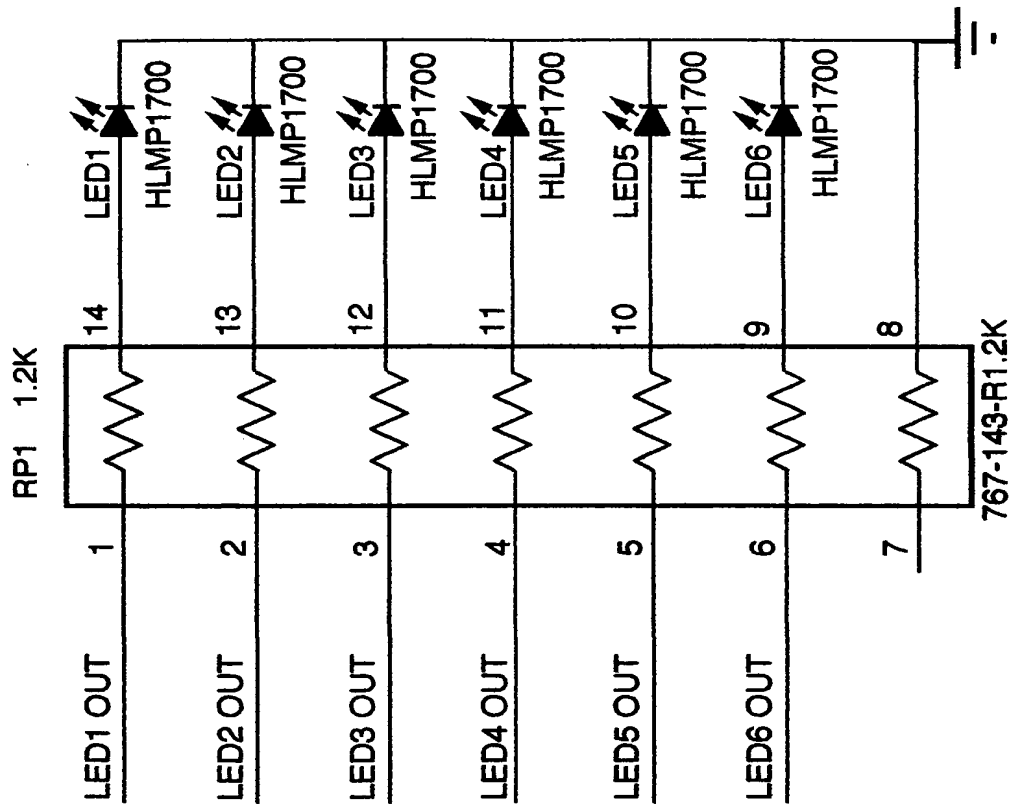 RP1 1.2K
LED1 OUT
1
14
LED1
HLMP1700
LED2 OUT
2
13
LED2
HLMP1700
LED3 OUT
3
12
LED3
HLMP1700
LED4 OUT
4
11
LED4
HLMP1700
LED5 OUT
5
10
LED5
HLMP1700
LED6 OUT
6
9
LED6
HLMP1700
7
8
767-143-R1.2K